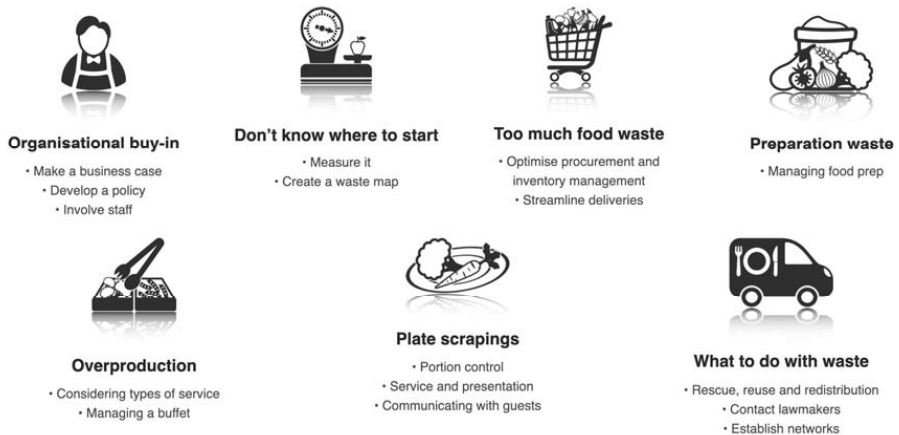 Organisational buy-in
• Make a business case
• Develop a policy
• Involve staff
Don't know where to start
• Measure it
• Create a waste map
Too much food waste
• Optimise procurement and
inventory management
• Streamline deliveries
Preparation waste
• Managing food prep
Overproduction
• Considering types of service
• Managing a buffet
Plate scrapings
• Portion control
• Service and presentation
• Communicating with guests
What to do with waste
• Rescue, reuse and redistribution
• Contact lawmakers
• Establish networks